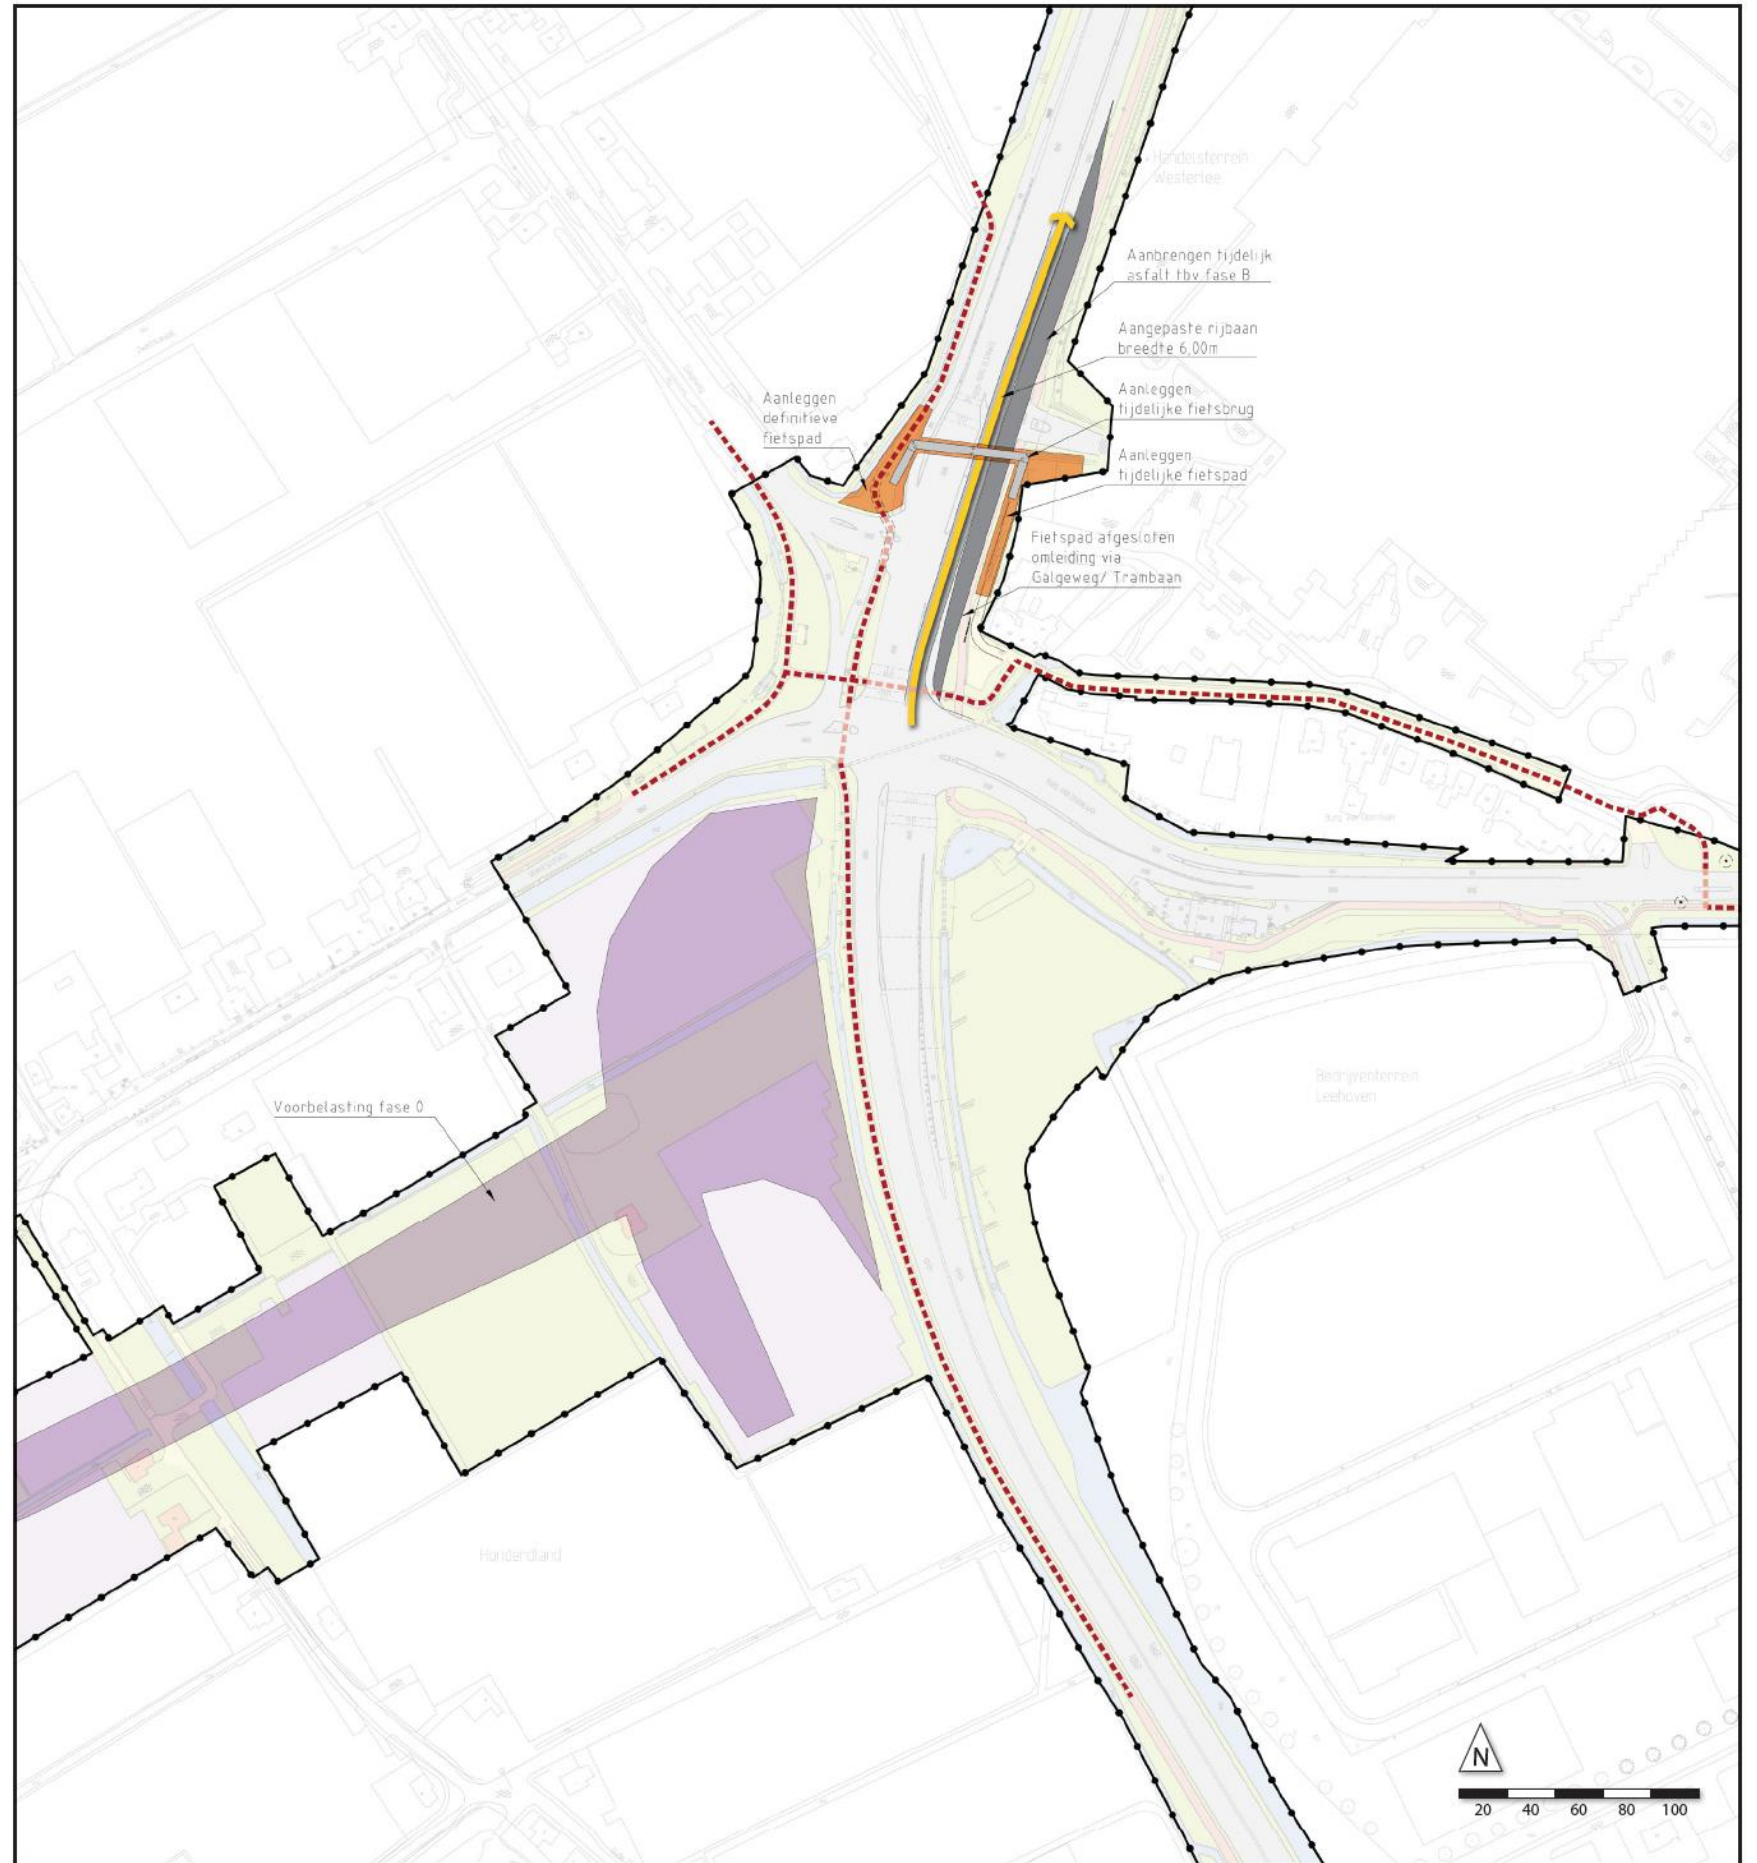 Handelsterrein
Westerlee
Aanbrengen tijdelijk
asfalt tbv fase B
Aangepaste rijbaan
breedte 6,00m
Aanleggen
tijdelijke fietsbrug
Aanleggen
definitieve
fietspad
Aanleggen
tijdelijke fietspad
Fietspad afgesloten
omleiding via
Galgeweg/ Trambaan
Bedrijventerrein
Leehoven
Voorbelasting fase 0
Honderdland
N
20 40 60 80 100